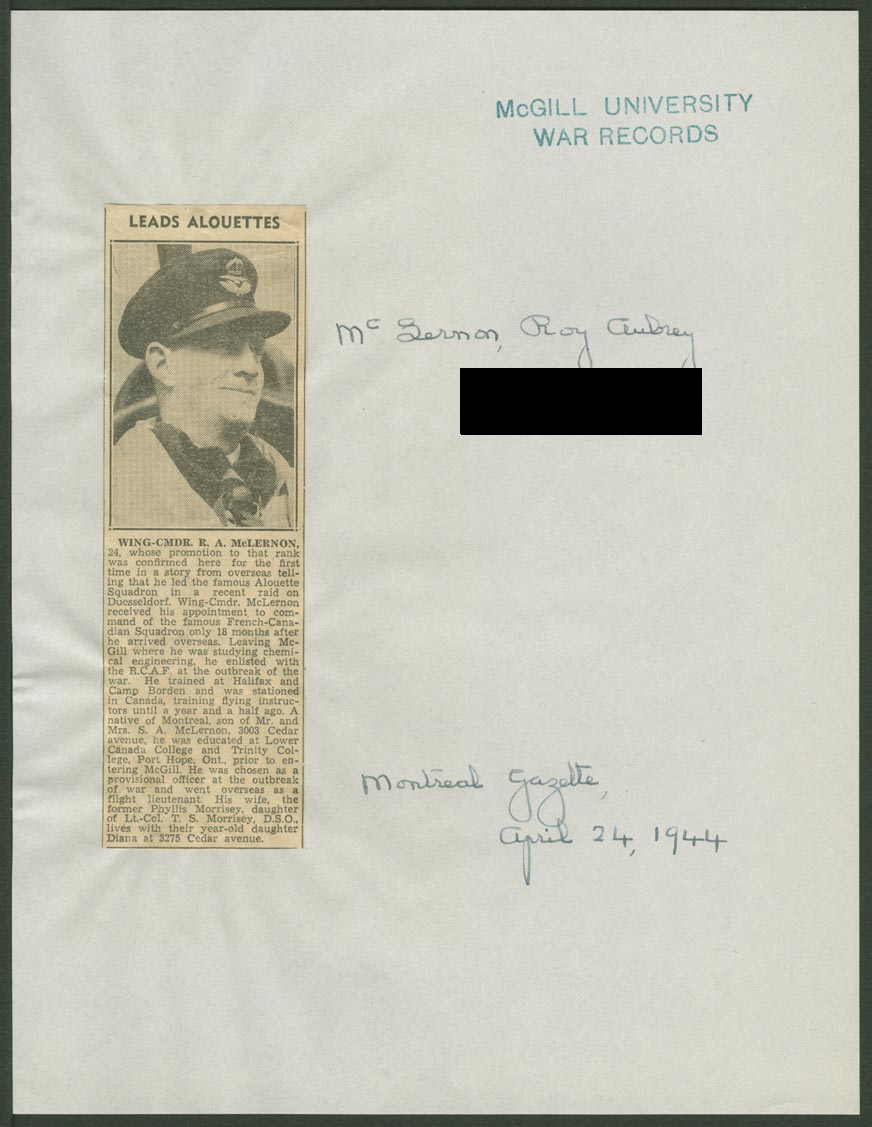 McGILL UNIVERSITY
WAR RECORDS
LEADS ALOUETTES
Mc Lernon, Roy Aubrey
WING-CMDR. R. A. McLERNON,
24, whose promotion to that rank
was confirmed here for the first
time in a story from overseas tell-
ing that he led the famous Alouette
Squadron in a recent raid on
Duesseldorf. Wing-Cmdr. McLernon
received his appointment to com-
mand of the famous French-Cana-
dian Squadron only 18 months after
he arrived overseas. Leaving Mc-
Gill where he was studying chemi-
cal engineering, he enlisted with
the R.C.A.F. at the outbreak of the
war. He trained at Halifax and
Camp Borden and was stationed
in Canada, training flying instruc-
tors until a year and a half ago. A
native of Montreal, son of Mr. and
Mrs. S. A. McLernon, 3003 Cedar
avenue, he was educated at Lower
Canada College and Trinity Col-
lege, Port Hope, Ont., prior to en-
tering McGill. He was chosen as a
provisional officer at the outbreak
of war and went overseas as a
flight lieutenant. His wife, the
former Phyllis Morrisey, daughter
of Lt.-Col. T. S. Morrisey, D.S.O.,
lives with their year-old daughter
Diana at 3275 Cedar avenue.
Montreal Gazette,
April 24, 1944